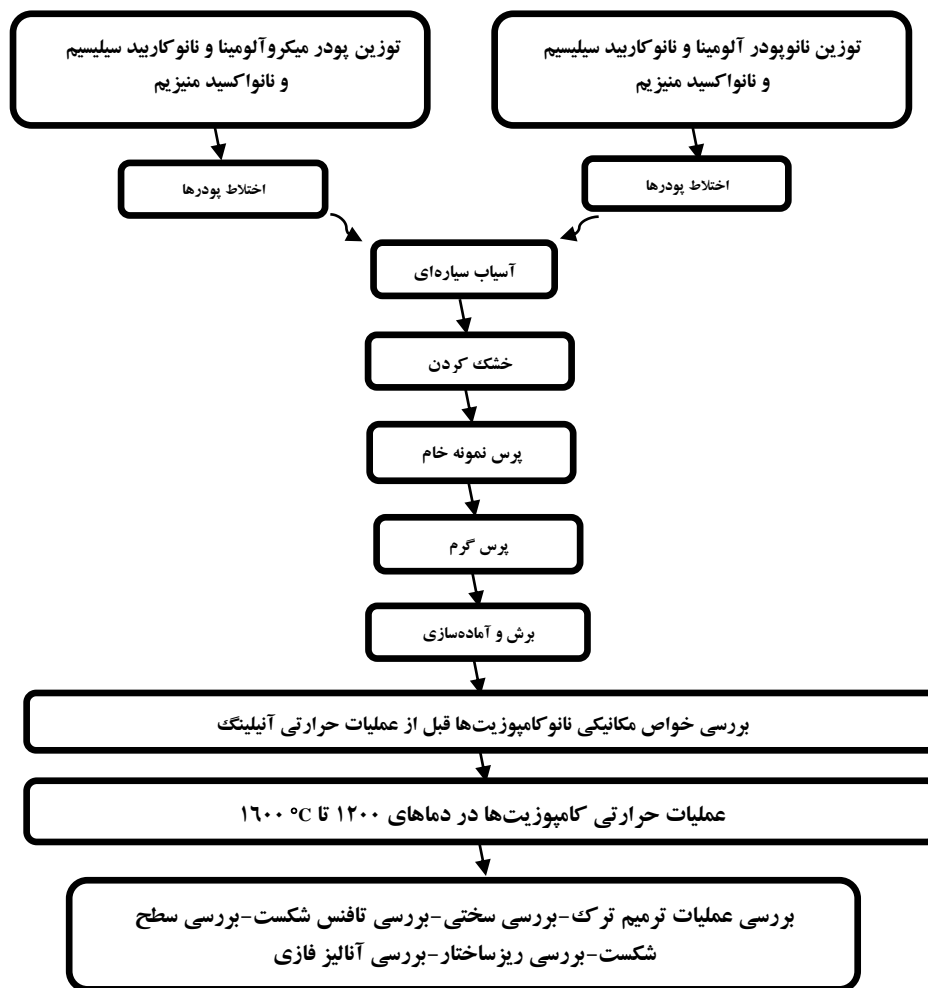 توزین نانوپودر آلومینا و نانوکاربید سیلیسیم
و نانواکسید منیزیم
توزین پودر میکروآلومینا و نانوکاربید سیلیسیم
و نانواکسید منیزیم
اختلاط پودرها
اختلاط پودرها
آسیاب سیاره‌ای
خشک کردن
پرس نمونه خام
پرس گرم
برش و آماده‌سازی
بررسی خواص مکانیکی نانوکامپوزیت‌ها قبل از عملیات حرارتی آنیلینگ
عملیات حرارتی کامپوزیت‌ها در دماهای ۱۲۰۰ تا °C ۱۶۰۰
بررسی عملیات ترمیم ترک-بررسی سختی-بررسی تافنس شکست-بررسی سطح
شکست-بررسی ریزساختار-بررسی آنالیز فازی